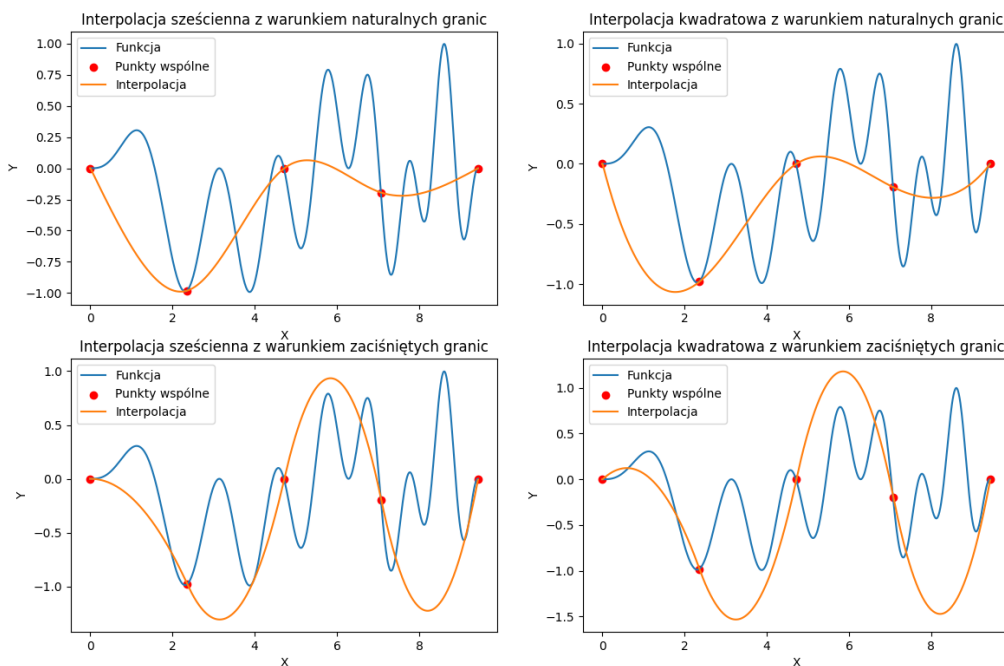 Interpolacja sześcienna z warunkiem naturalnych granic
1.00
0.75
0.50
0.25
0.00
−0.25
−0.50
−0.75
−1.00
Y
Funkcja
Punkty wspólne
Interpolacja
0 2 4 6 8
X
Interpolacja kwadratowa z warunkiem naturalnych granic
1.0
0.5
0.0
−0.5
−1.0
Y
Funkcja
Punkty wspólne
Interpolacja
0 2 4 6 8
X
Interpolacja sześcienna z warunkiem zaciśniętych granic
1.0
0.5
0.0
−0.5
−1.0
Y
Funkcja
Punkty wspólne
Interpolacja
0 2 4 6 8
X
Interpolacja kwadratowa z warunkiem zaciśniętych granic
1.0
0.5
0.0
−0.5
−1.0
−1.5
Y
Funkcja
Punkty wspólne
Interpolacja
0 2 4 6 8
X